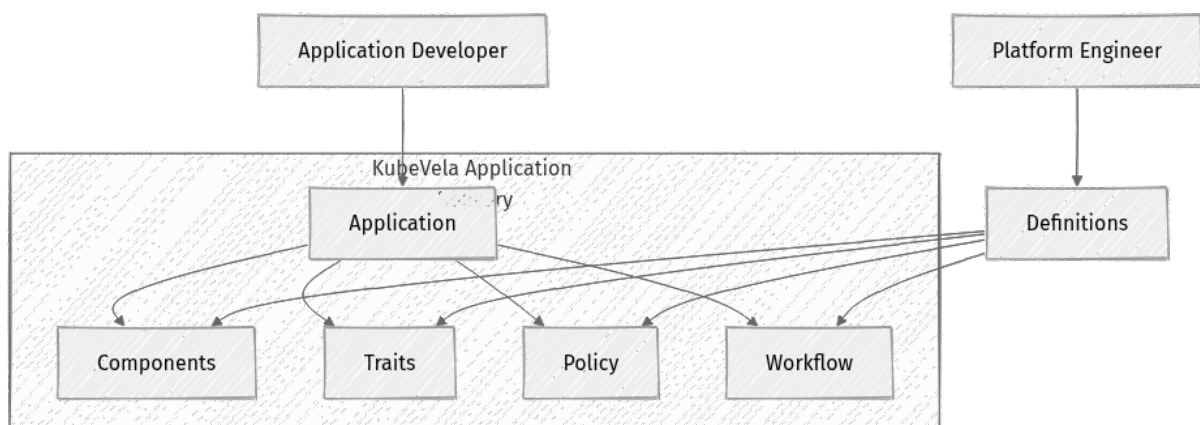 Application Developer
Platform Engineer
KubeVela Application
Application
Definitions
Components
Traits
Policy
Workflow